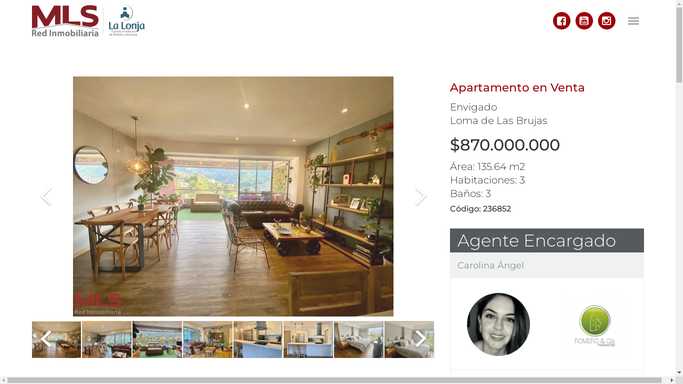 MLS
Red Inmobiliaria
La Lonja
Apartamento en Venta
Envigado
Loma de Las Brujas
$870.000.000
Área: 135.64 m2
Habitaciones: 3
Baños: 3
Código: 236852
MLS
Red Inmobiliaria
Agente Encargado
Carolina Ángel